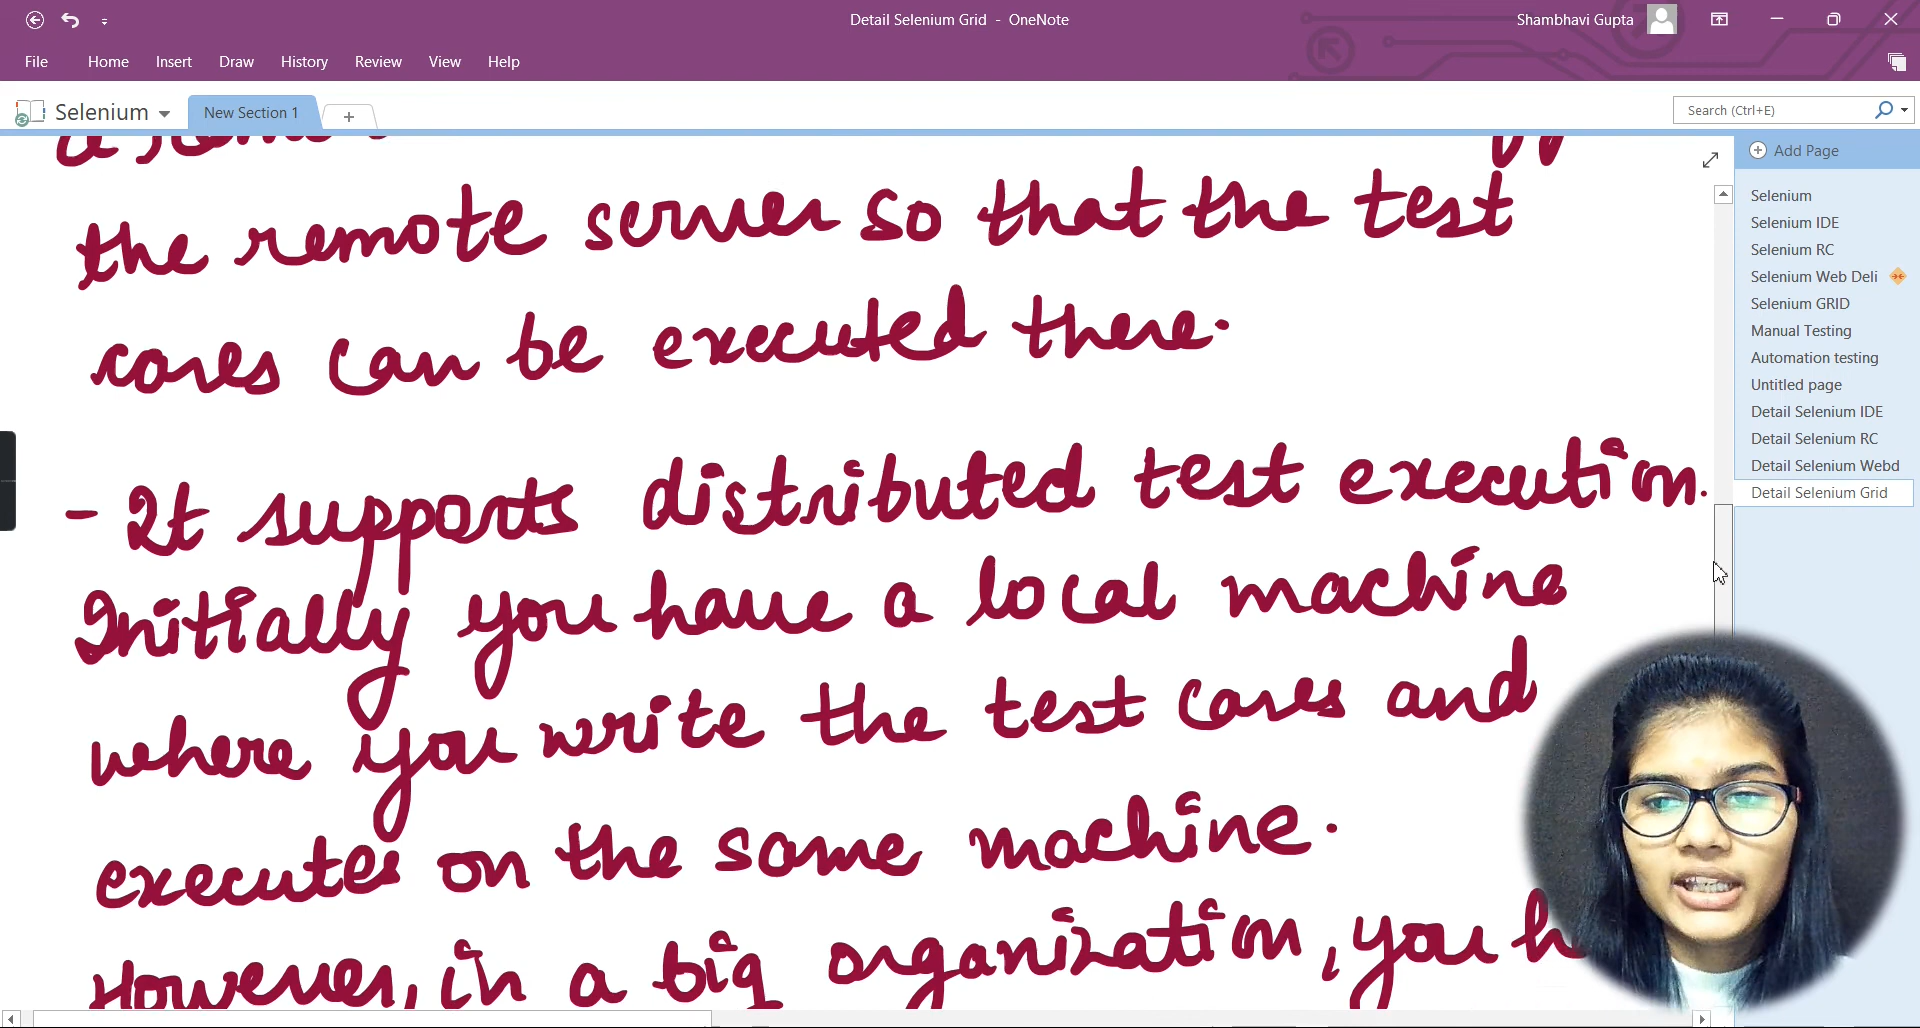 Detail Selenium Grid - OneNote
Shambhavi Gupta
File Home Insert Draw History Review View Help
Selenium
New Section 1
+
Search (Ctrl+E)
Add Page
Selenium
Selenium IDE
Selenium RC
Selenium Web Deli
Selenium GRID
Manual Testing
Automation testing
Untitled page
Detail Selenium IDE
Detail Selenium RC
Detail Selenium Webd
Detail Selenium Grid
the remote server so that the test
cases can be executed there.
- It supports distributed test execution.
Initially you have a local machine
where you write the test cases and
executes on the same machine.
However, in a big organization, you h